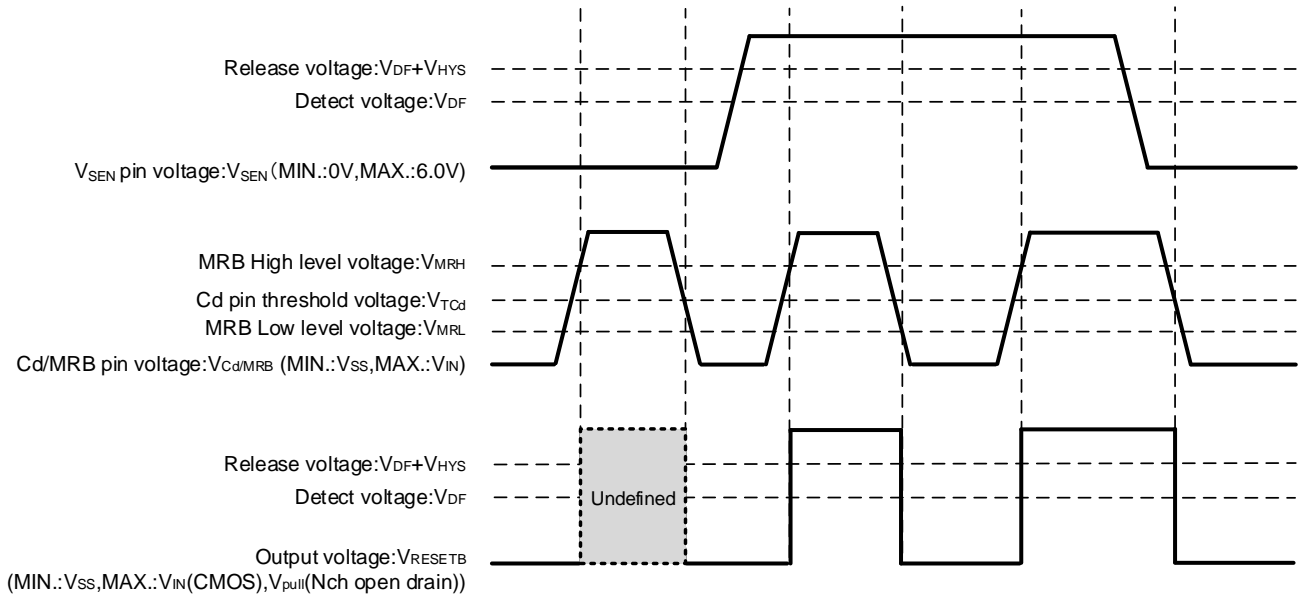 Release voltage:VDF+VHYS
Detect voltage:VDF
VSEN pin voltage:VSEN(MIN.:0V,MAX.:6.0V)
MRB High level voltage:VMRH
Cd pin threshold voltage:VTCd
MRB Low level voltage:VMRL
Cd/MRB pin voltage:VCd/MRB (MIN.:VSS,MAX.:VIN)
Release voltage:VDF+VHYS
Detect voltage:VDF
Undefined
Output voltage:VRESETB
(MIN.:VSS,MAX.:VIN(CMOS),Vpull(Nch open drain))